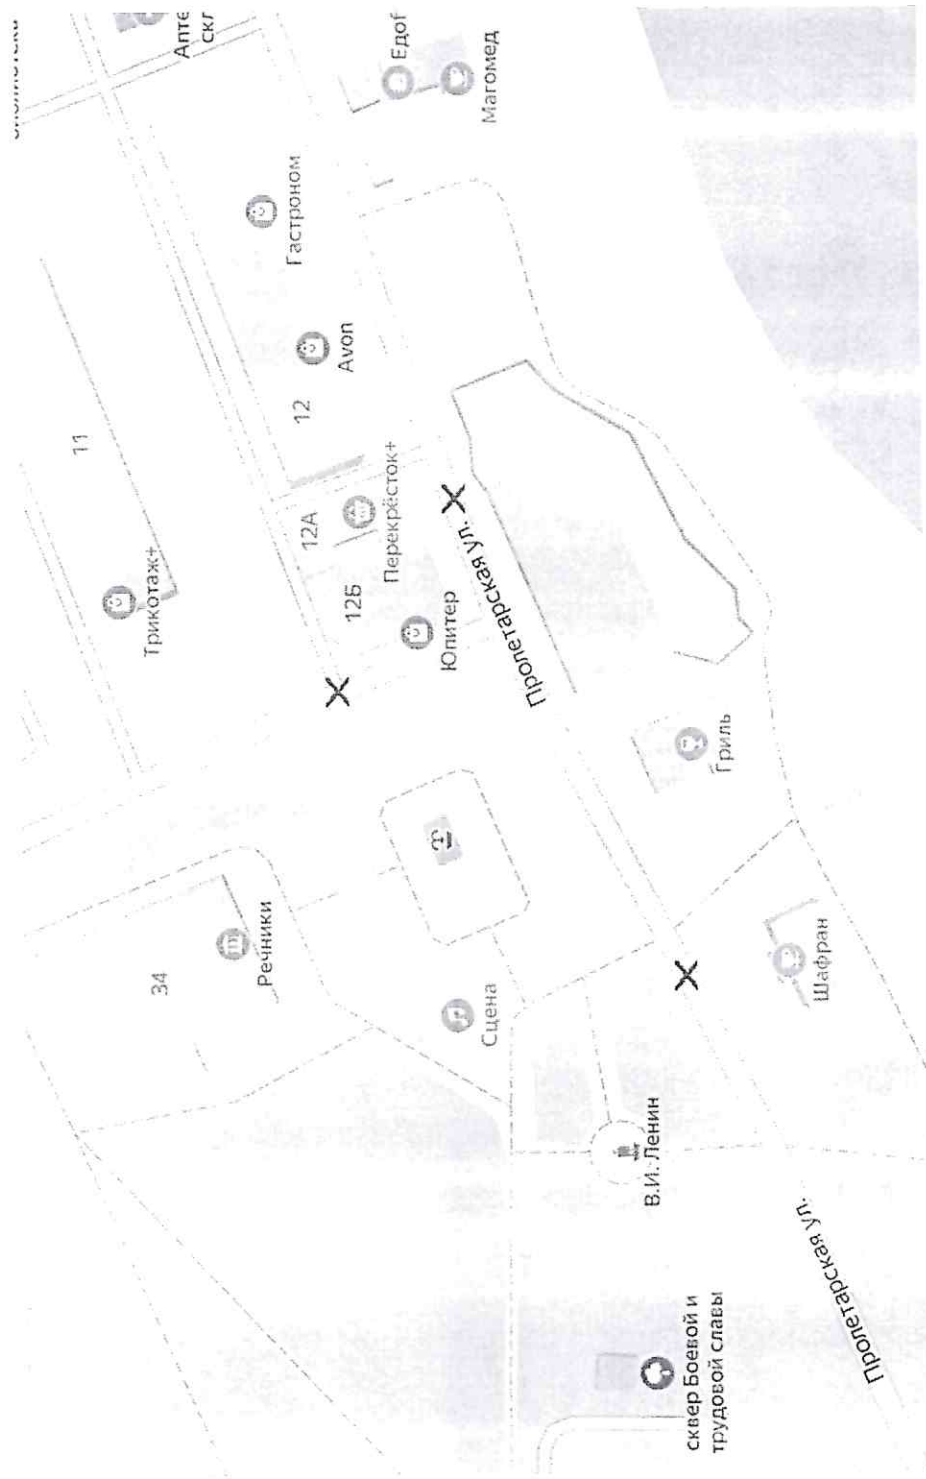 Апте
скл
Едог
Магомед
Гастроном
Avon
12
11
12А
Перекрёсток+
12Б
Юпитер
Трикотаж+
Пролетарская ул.
Гриль
34
Речники
Сцена
Шафран
В.И. Ленин
Пролетарская ул.
сквер Боевой и
трудовой славы